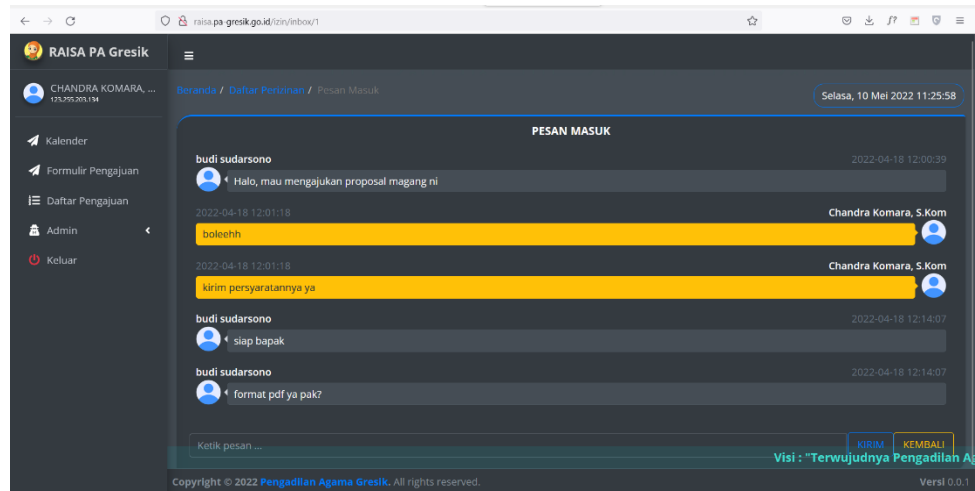 raisa.pa-gresik.go.id/izin/inbox/1
RAISA PA Gresik
CHANDRA KOMARA, ...
123.255.203.134
Kalender
Formulir Pengajuan
Daftar Pengajuan
Admin
Keluar
Beranda / Daftar Perizinan / Pesan Masuk
Selasa, 10 Mei 2022 11:25:58
PESAN MASUK
budi sudarsono 2022-04-18 12:00:39
Halo, mau mengajukan proposal magang ni
2022-04-18 12:01:18 Chandra Komara, S.Kom
boleehh
2022-04-18 12:01:18 Chandra Komara, S.Kom
kirim persyaratannya ya
budi sudarsono 2022-04-18 12:14:07
siap bapak
budi sudarsono 2022-04-18 12:14:07
format pdf ya pak?
Ketik pesan ...
KIRIM KEMBALI
Visi : "Terwujudnya Pengadilan Ag
Copyright © 2022 Pengadilan Agama Gresik. All rights reserved.
Versi 0.0.1